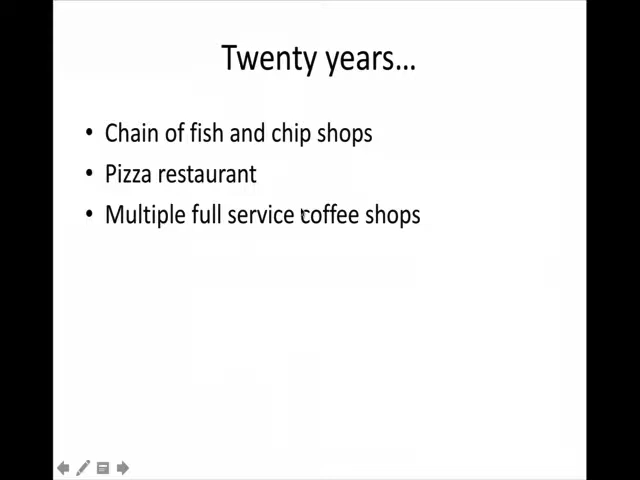 Twenty years...
• Chain of fish and chip shops
• Pizza restaurant
• Multiple full service coffee shops